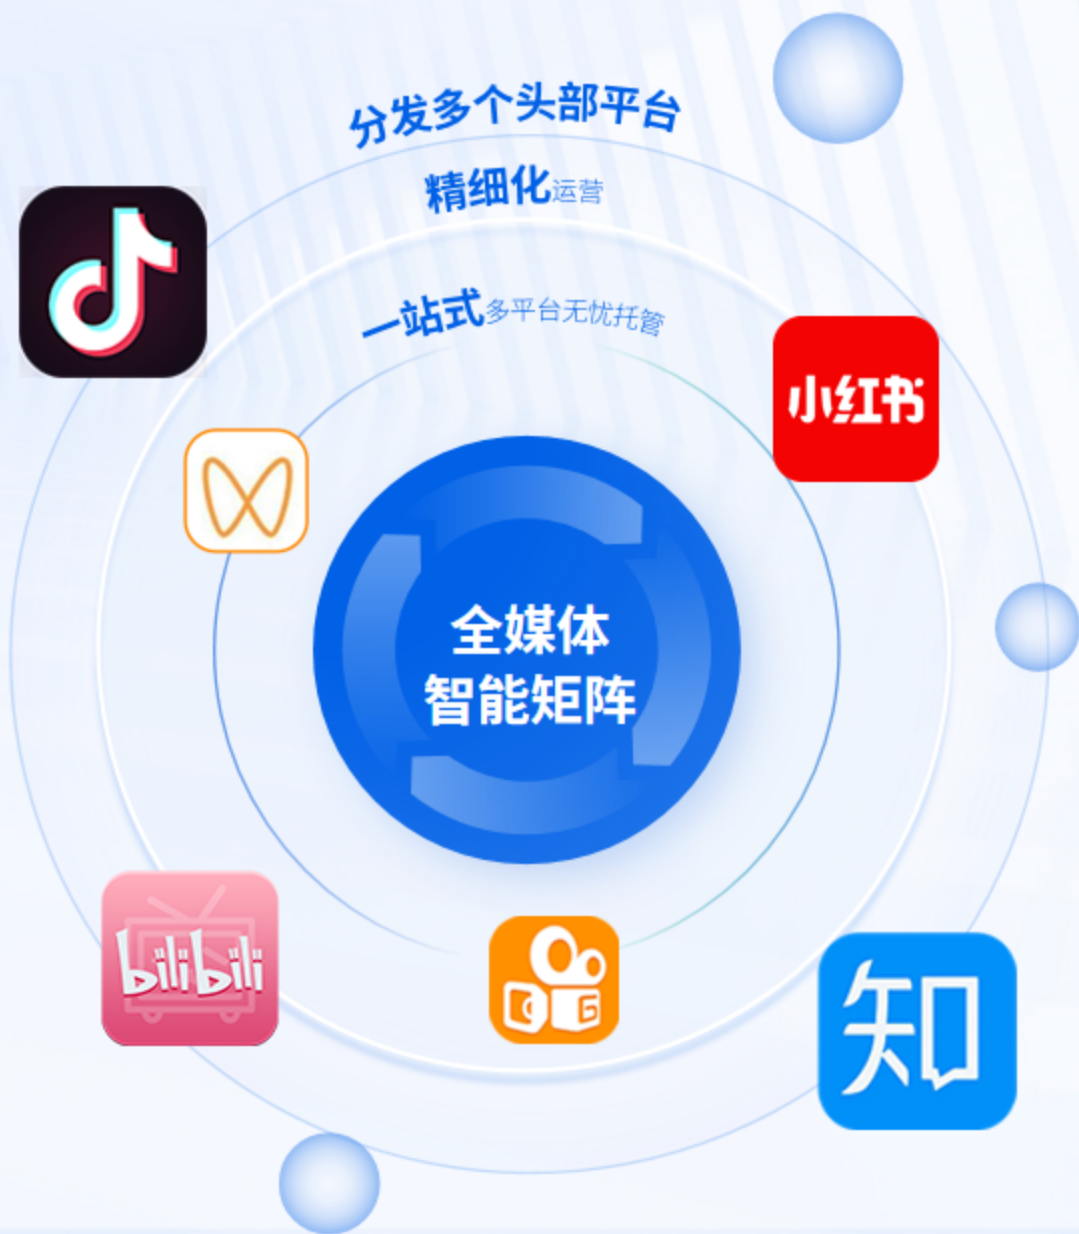 分发多个头部平台
精细化运营
一站式多平台无忧托管
小红书
全媒体
智能矩阵
bilibili
知